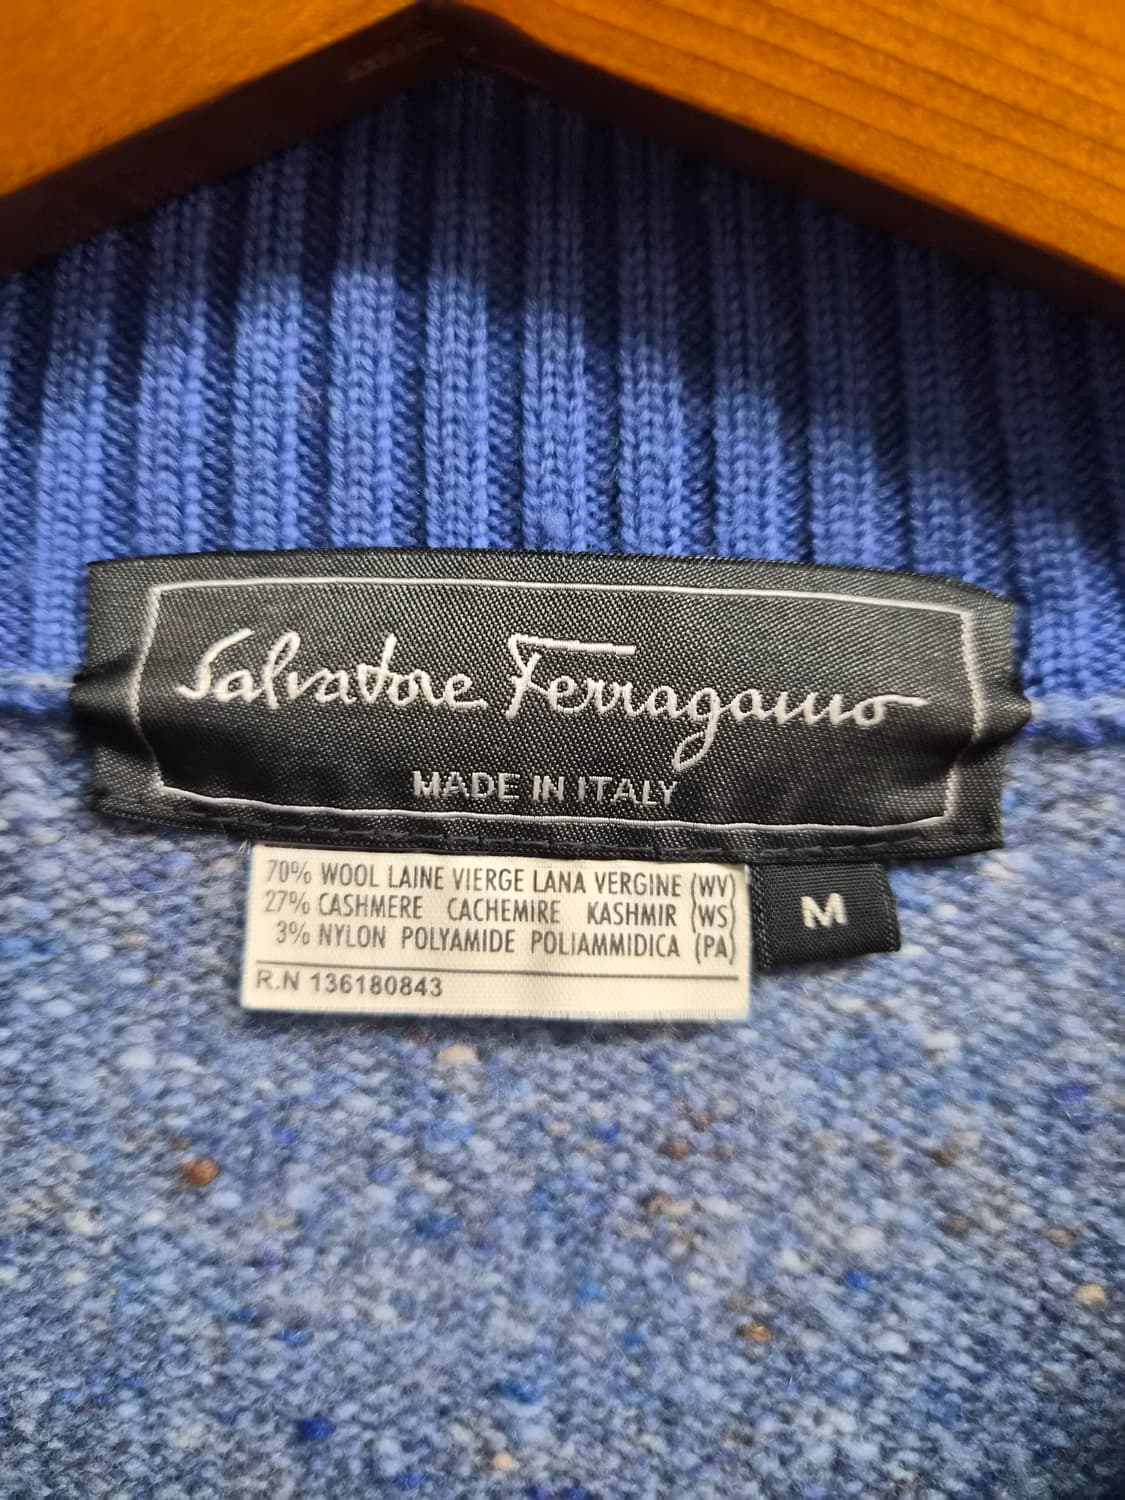 Salvatore Ferragamo
MADE IN ITALY
70% WOOL LAINE VIERGE LANA VERGINE (WV)
27% CASHMERE CACHEMIRE KASHMIR (WS)
3% NYLON POLYAMIDE POLIAMMIDICA (PA)
R.N 136180843
M